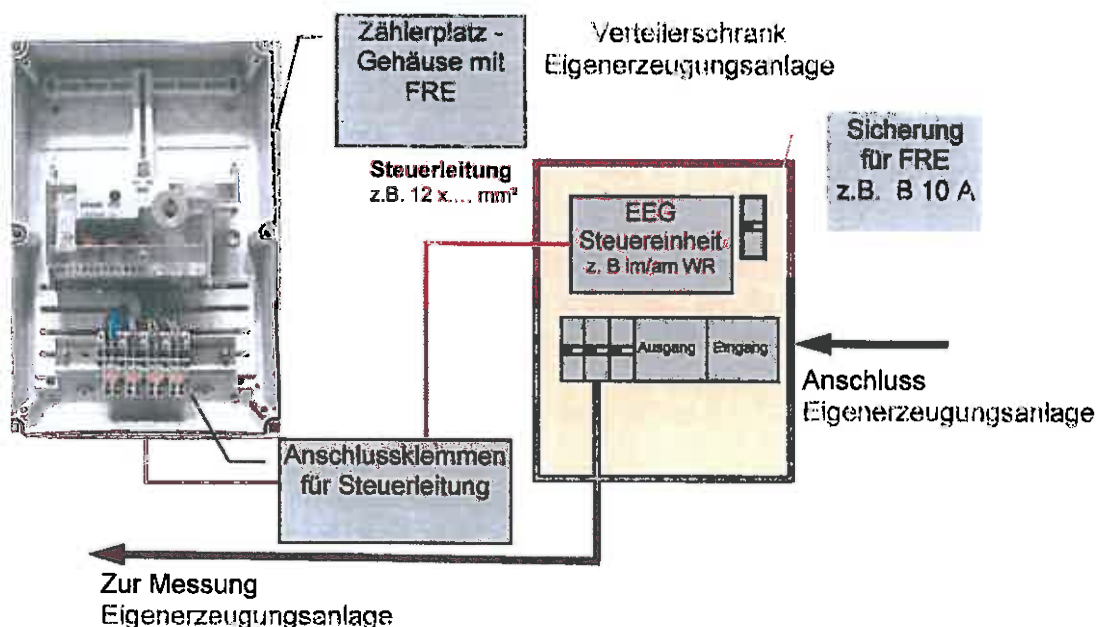 Zählerplatz -
Gehäuse mit
FRE
Verteilerschrank
Eigenerzeugungsanlage
Sicherung
für FRE
z.B. B 10 A
Steuerleitung
z.B. 12 x.... mm²
EEG
Steuereinheit
z. B im/am WR
Ausgang
Eingang
Anschluss
Eigenerzeugungsanlage
Anschlussklemmen
für Steuerleitung
Zur Messung
Eigenerzeugungsanlage